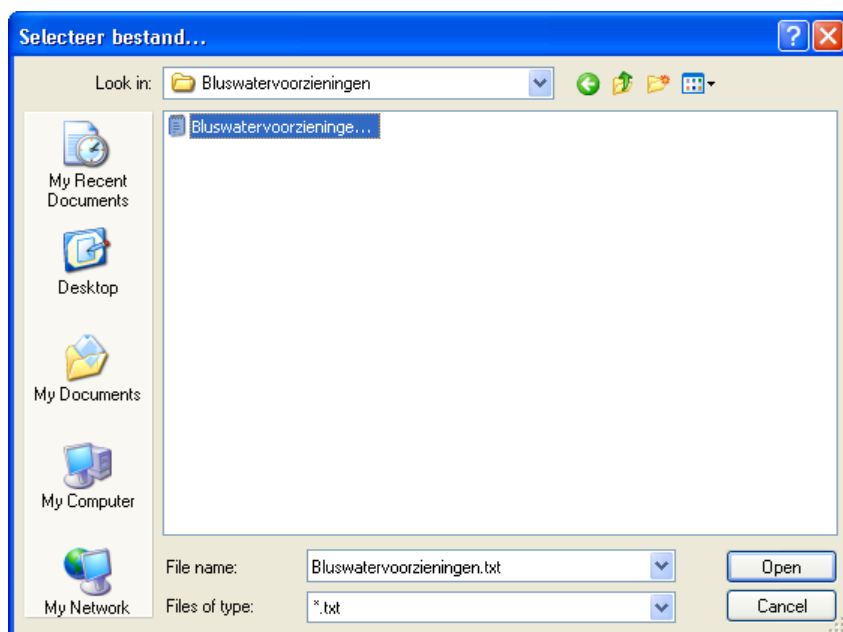 Selecteer bestand...
Look in: Bluswatervoorzieningen
Bluswatervoorzieninge...
My Recent
Documents
Desktop
My Documents
My Computer
My Network
File name: Bluswatervoorzieningen.txt Open
Files of type: *.txt Cancel